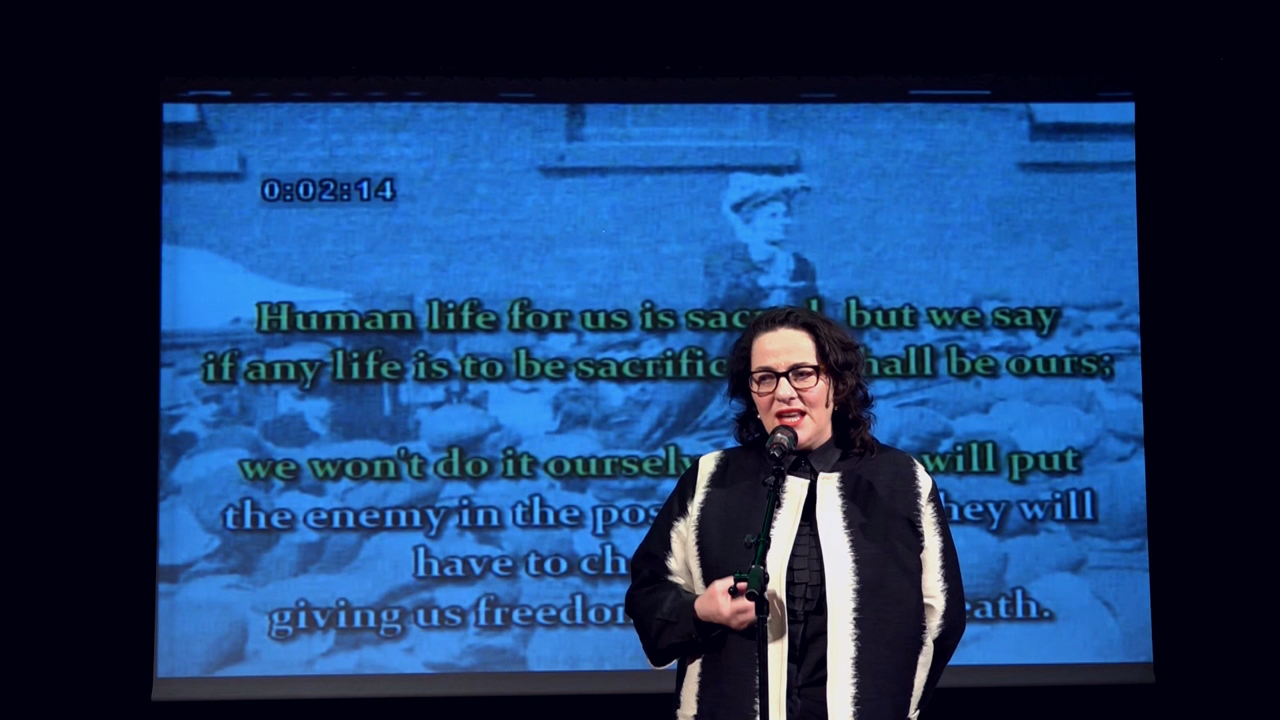 0:02:14
Human life for us is sac but we say
if any life is to be sacrific hall be ours;
we won't do it ourselv will put
the enemy in the pos hey will
have to ch
giving us freedom eath.